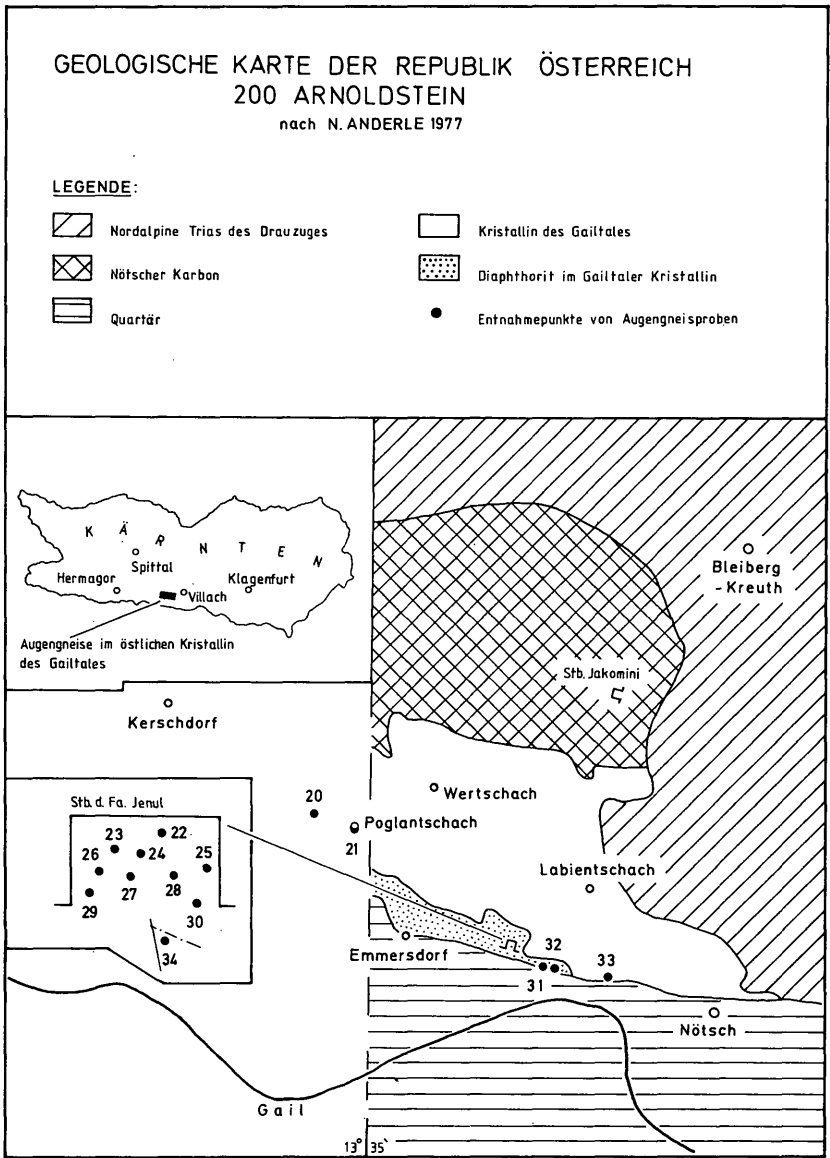 GEOLOGISCHE KARTE DER REPUBLIK ÖSTERREICH
200 ARNOLDSTEIN
nach N. ANDERLE 1977
LEGENDE:
Nordalpine Trias des Drauzuges
Nötscher Karbon
Quartär
Kristallin des Gailtales
Diaphthorit im Gailtaler Kristallin
Entnahmepunkte von Augengneisproben
KÄRNTEN
Spittal
Hermagor
Villach
Klagenfurt
Augengneise im östlichen Kristallin
des Gailtales
Bleiberg
-Kreuth
Stb. Jakomini
Kerschdorf
Wertschach
20
Poglantschach
21
Stb. d. Fa. Jenul
22
23
24
25
26
27
28
29
30
34
Labientschach
Emmersdorf
32
31
33
Nötsch
Gail
13° 35'